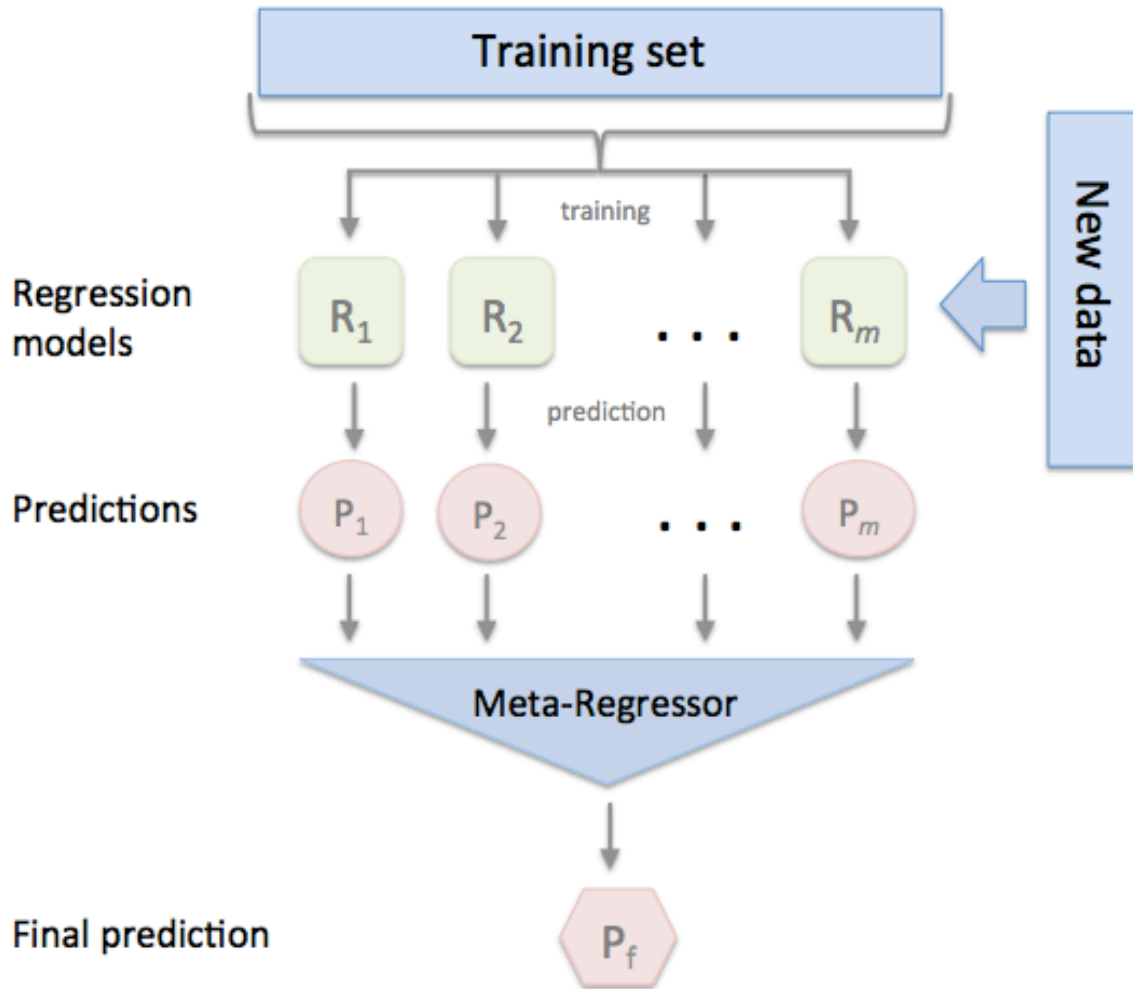 Training set
New data
training
Regression
models
R1
R2
. . .
Rm
prediction
Predictions
P1
P2
. . .
Pm
Meta-Regressor
Final prediction
Pf